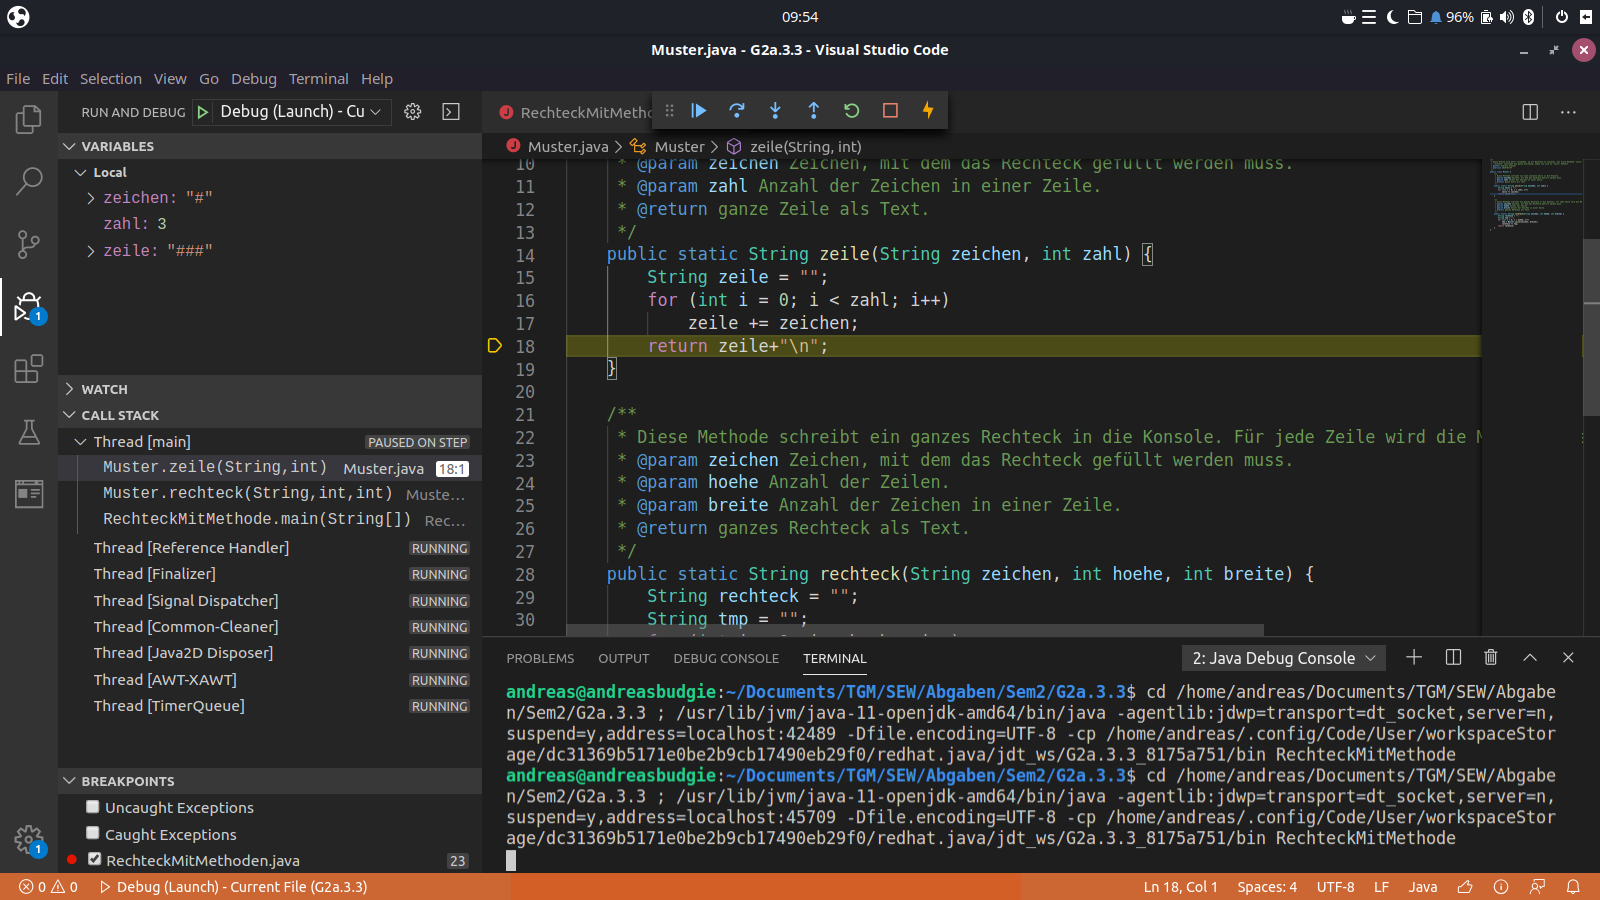 09:54
96%
Muster.java - G2a.3.3 - Visual Studio Code
File Edit Selection View Go Debug Terminal Help
RUN AND DEBUG Debug (Launch) - Cu
VARIABLES
Local
zeichen: "#"
zahl: 3
zeile: "###"
WATCH
CALL STACK
Thread [main] PAUSED ON STEP
Muster.zeile(String,int) Muster.java 18:1
Muster.rechteck(String,int,int) Muste...
RechteckMitMethode.main(String[]) Rec...
Thread [Reference Handler] RUNNING
Thread [Finalizer] RUNNING
Thread [Signal Dispatcher] RUNNING
Thread [Common-Cleaner] RUNNING
Thread [Java2D Disposer] RUNNING
Thread [AWT-XAWT] RUNNING
Thread [TimerQueue] RUNNING
BREAKPOINTS
Uncaught Exceptions
Caught Exceptions
RechteckMitMethoden.java 23
1
1
RechteckMitMetho
Muster.java > Muster > zeile(String, int)
10 * @param zeichen Zeichen, mit dem das Rechteck gefüllt werden muss.
11 * @param zahl Anzahl der Zeichen in einer Zeile.
12 * @return ganze Zeile als Text.
13 */
14 public static String zeile(String zeichen, int zahl) {
15 String zeile = "";
16 for (int i = 0; i < zahl; i++)
17 zeile += zeichen;
18 return zeile+"\n";
19 }
20
21 /**
22 * Diese Methode schreibt ein ganzes Rechteck in die Konsole. Für jede Zeile wird die
23 * @param zeichen Zeichen, mit dem das Rechteck gefüllt werden muss.
24 * @param hoehe Anzahl der Zeilen.
25 * @param breite Anzahl der Zeichen in einer Zeile.
26 * @return ganzes Rechteck als Text.
27 */
28 public static String rechteck(String zeichen, int hoehe, int breite) {
29 String rechteck = "";
30 String tmp = "";
PROBLEMS OUTPUT DEBUG CONSOLE TERMINAL 2: Java Debug Console
andreas@andreasbudgie:~/Documents/TGM/SEW/Abgaben/Sem2/G2a.3.3$ cd /home/andreas/Documents/TGM/SEW/Abgabe
n/Sem2/G2a.3.3 ; /usr/lib/jvm/java-11-openjdk-amd64/bin/java -agentlib:jdwp=transport=dt_socket,server=n,
suspend=y,address=localhost:42489 -Dfile.encoding=UTF-8 -cp /home/andreas/.config/Code/User/workspaceStor
age/dc31369b5171e0be2b9cb17490eb29f0/redhat.java/jdt_ws/G2a.3.3_8175a751/bin RechteckMitMethode
andreas@andreasbudgie:~/Documents/TGM/SEW/Abgaben/Sem2/G2a.3.3$ cd /home/andreas/Documents/TGM/SEW/Abgabe
n/Sem2/G2a.3.3 ; /usr/lib/jvm/java-11-openjdk-amd64/bin/java -agentlib:jdwp=transport=dt_socket,server=n,
suspend=y,address=localhost:45709 -Dfile.encoding=UTF-8 -cp /home/andreas/.config/Code/User/workspaceStor
age/dc31369b5171e0be2b9cb17490eb29f0/redhat.java/jdt_ws/G2a.3.3_8175a751/bin RechteckMitMethode
0 0 Debug (Launch) - Current File (G2a.3.3) Ln 18, Col 1 Spaces: 4 UTF-8 LF Java